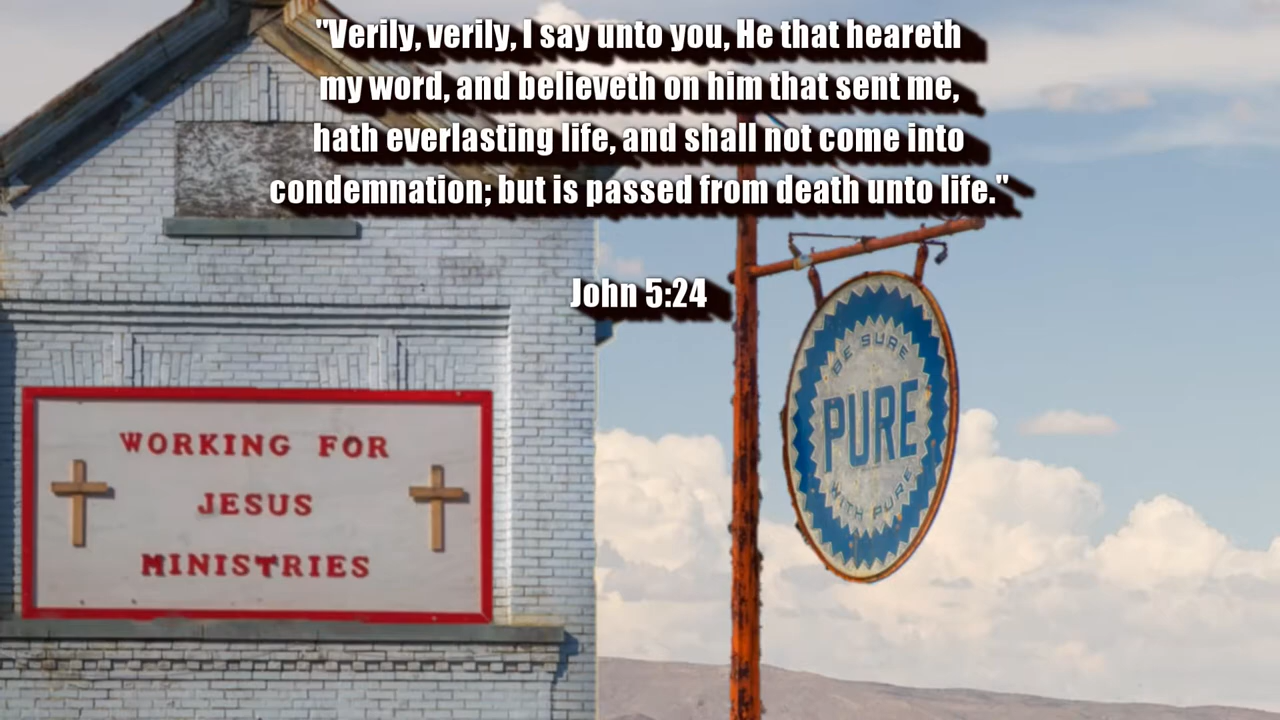 "Verily, verily, I say unto you, He that heareth
my word, and believeth on him that sent me,
hath everlasting life, and shall not come into
condemnation; but is passed from death unto life."
John 5:24
WORKING FOR
JESUS
MINISTRIES
BE SURE
PURE
WITH PURE